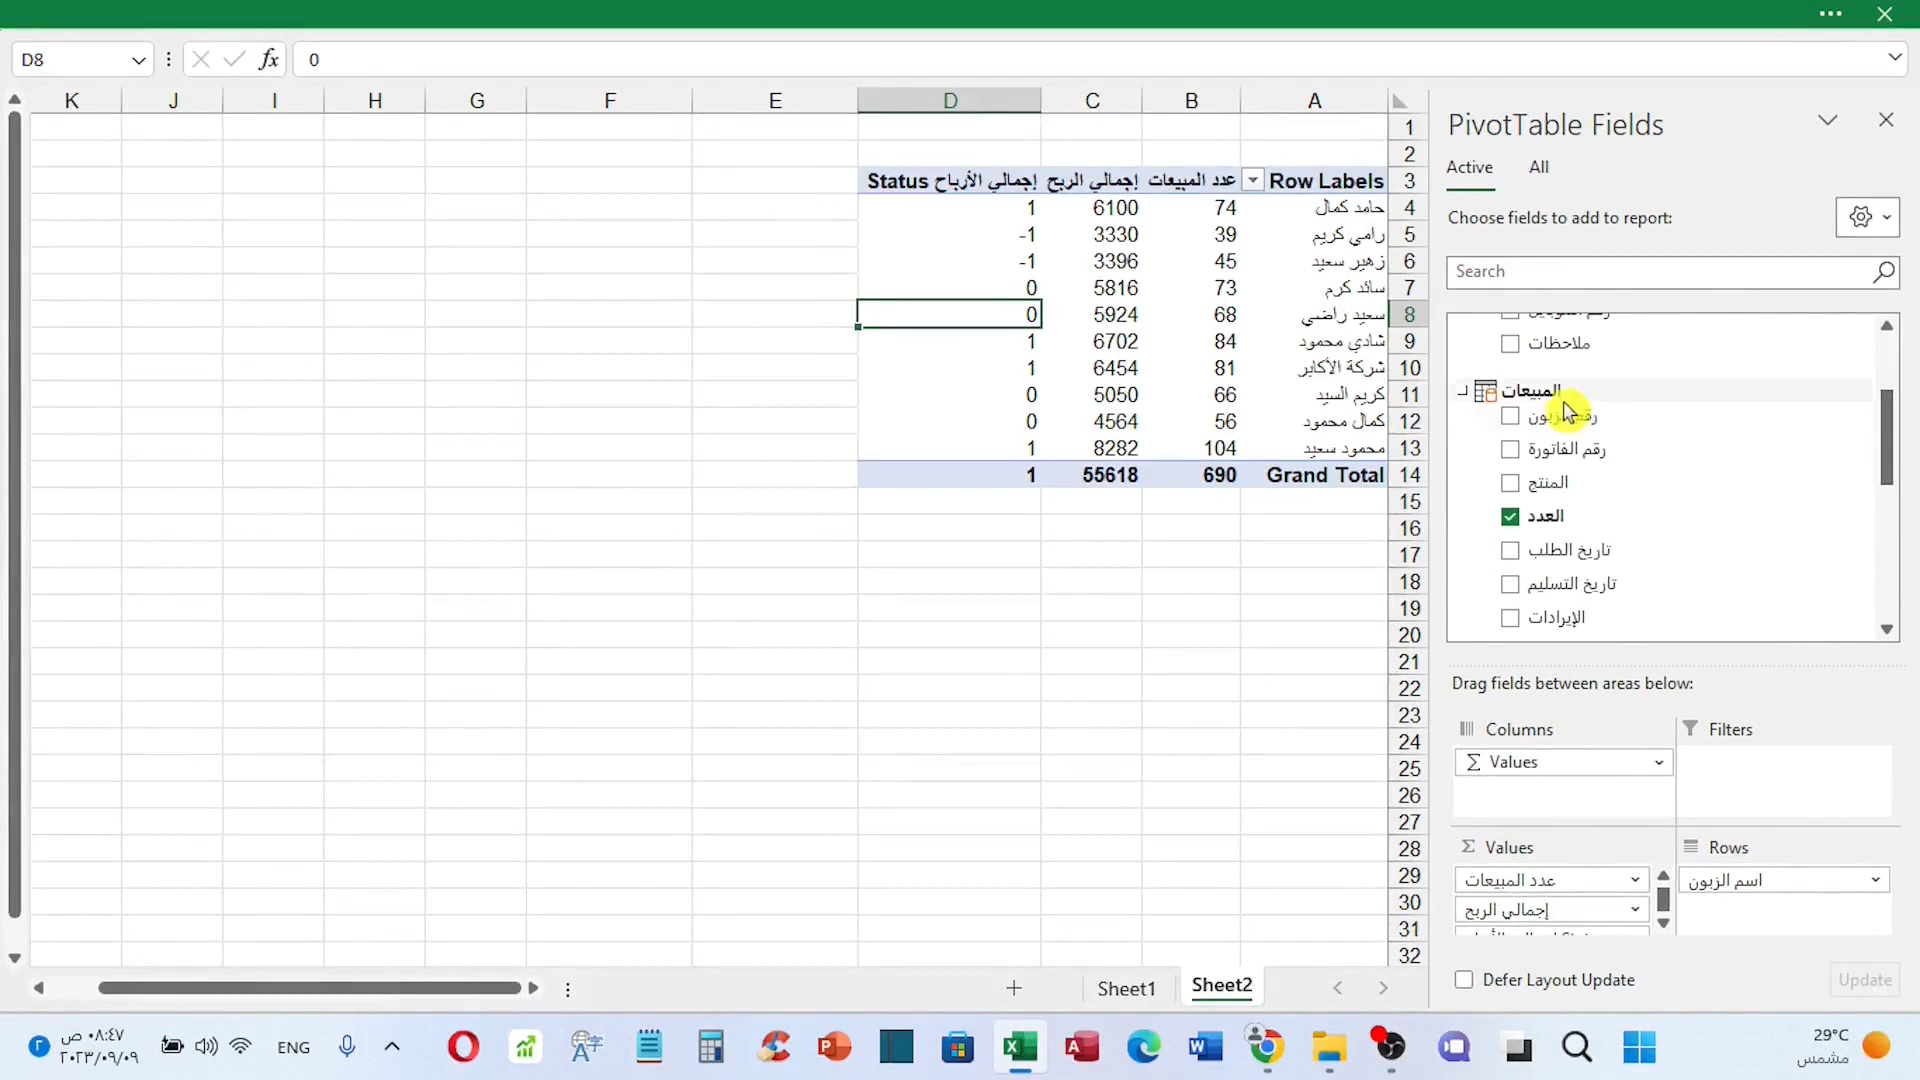 D8
fx
0
K J I H G F E D C B A
1
2
Row Labels عدد المبيعات إجمالي الربح إجمالي الأرباح Status 3
حامد كمال 74 6100 1 4
رامي كريم 39 3330 -1 5
زهير سعيد 45 3396 -1 6
سائد كرم 73 5816 0 7
سعيد راضي 68 5924 0 8
شادي محمود 84 6702 1 9
شركة الأكابر 81 6454 1 10
كريم السيد 66 5050 0 11
كمال محمود 56 4564 0 12
محمود سعيد 104 8282 1 13
Grand Total 690 55618 1 14
15
16
17
18
19
20
21
22
23
24
25
26
27
28
29
30
31
32
Sheet1
Sheet2
PivotTable Fields
Active All
Choose fields to add to report:
Search
ملاحظات
المبيعات
رقم الفاتورة
المنتج
العدد
تاريخ الطلب
تاريخ التسليم
الإيرادات
Drag fields between areas below:
Columns
Filters
Σ Values
Σ Values
Rows
عدد المبيعات
اسم الزبون
إجمالي الربح
Defer Layout Update
Update
٠٨:٤٧ ص
٢٠٢٣/٠٩/٠٩
ENG
29°C
مشمس